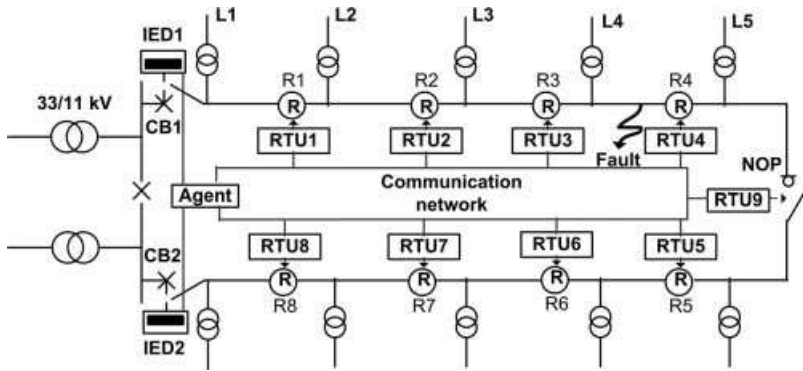 L1 L2 L3 L4 L5
IED1
R1 R2 R3 R4
33/11 kV
R R R R
CB1
RTU1 RTU2 RTU3 RTU4
Fault
NOP
Agent
Communication
network
RTU9
RTU8 RTU7 RTU6 RTU5
CB2
R R R R
R8 R7 R6 R5
IED2